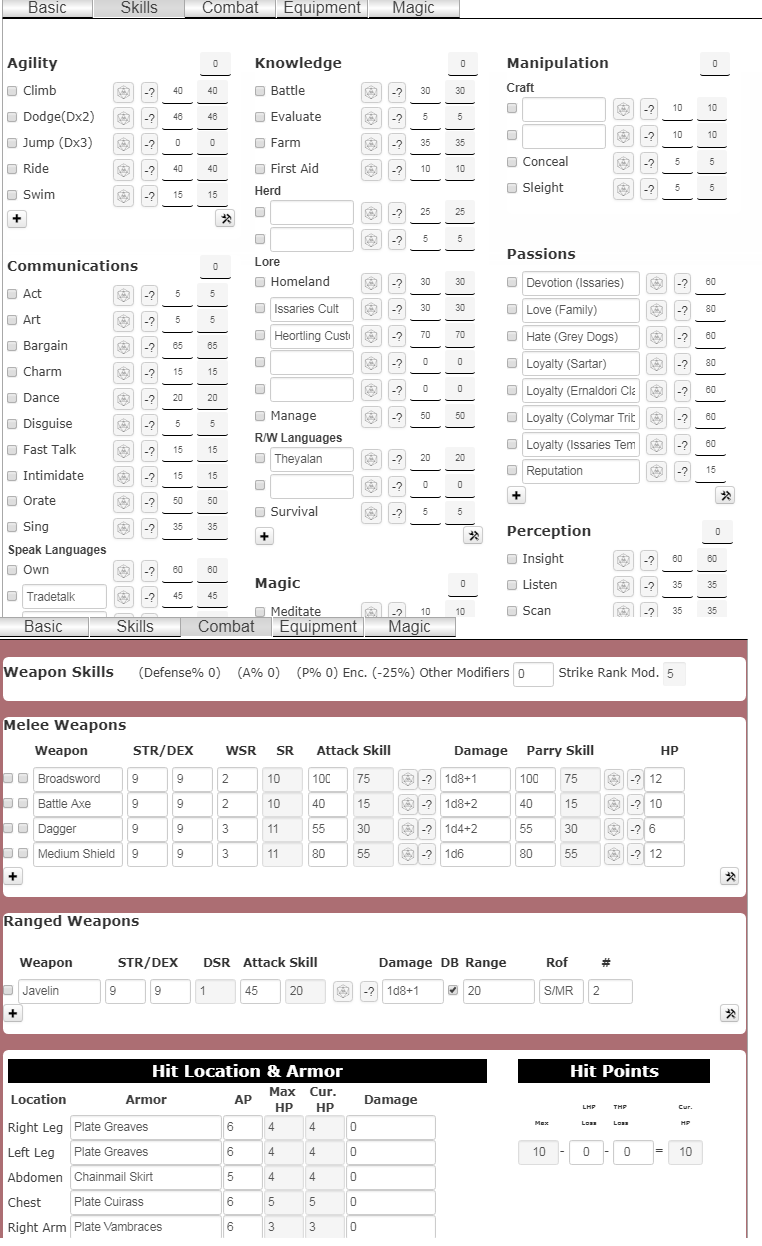 Basic Skills Combat Equipment Magic
Agility 0
Climb -? 40 40
Dodge(Dx2) -? 46 46
Jump (Dx3) -? 0 0
Ride -? 40 40
Swim -? 15 15
+
Communications 0
Act -? 5 5
Art -? 5 5
Bargain -? 65 65
Charm -? 15 15
Dance -? 20 20
Disguise -? 5 5
Fast Talk -? 15 15
Intimidate -? 15 15
Orate -? 50 50
Sing -? 35 35
Speak Languages
Own -? 60 60
Tradetalk -? 45 45
Knowledge 0
Battle -? 30 30
Evaluate -? 5 5
Farm -? 35 35
First Aid -? 10 10
Herd
-? 25 25
-? 5 5
Lore
Homeland -? 30 30
Issaries Cult -? 30 30
Heortling Cust -? 70 70
-? 0 0
-? 0 0
Manage -? 50 50
R/W Languages
Theyalan -? 20 20
-? 0 0
Survival -? 5 5
+
Magic 0
Meditate -? 10 10
Manipulation 0
Craft
-? 10 10
-? 10 10
Conceal -? 5 5
Sleight -? 5 5
Passions
Devotion (Issaries) -? 60
Love (Family) -? 80
Hate (Grey Dogs) -? 60
Loyalty (Sartar) -? 80
Loyalty (Ernaldori Cla -? 60
Loyalty (Colymar Trib -? 60
Loyalty (Issaries Tem -? 60
Reputation -? 15
+
Perception 0
Insight -? 60 60
Listen -? 35 35
Scan -? 35 35
Basic Skills Combat Equipment Magic
Weapon Skills (Defense% 0) (A% 0) (P% 0) Enc. (-25%) Other Modifiers 0 Strike Rank Mod. 5
Melee Weapons
Weapon STR/DEX WSR SR Attack Skill Damage Parry Skill HP
Broadsword 9 9 2 10 100 75 -? 1d8+1 100 75 -? 12
Battle Axe 9 9 2 10 40 15 -? 1d8+2 40 15 -? 10
Dagger 9 9 3 11 55 30 -? 1d4+2 55 30 -? 6
Medium Shield 9 9 3 11 80 55 -? 1d6 80 55 -? 12
+
Ranged Weapons
Weapon STR/DEX DSR Attack Skill Damage DB Range Rof #
Javelin 9 9 1 45 20 -? 1d8+1 20 S/MR 2
+
Hit Location & Armor
Location Armor AP Max HP Cur. HP Damage
Right Leg Plate Greaves 6 4 4 0
Left Leg Plate Greaves 6 4 4 0
Abdomen Chainmail Skirt 5 4 4 0
Chest Plate Cuirass 6 5 5 0
Right Arm Plate Vambraces 6 3 3 0
Hit Points
Max LHP Loss THP Loss Cur. HP
10 - 0 - 0 = 10